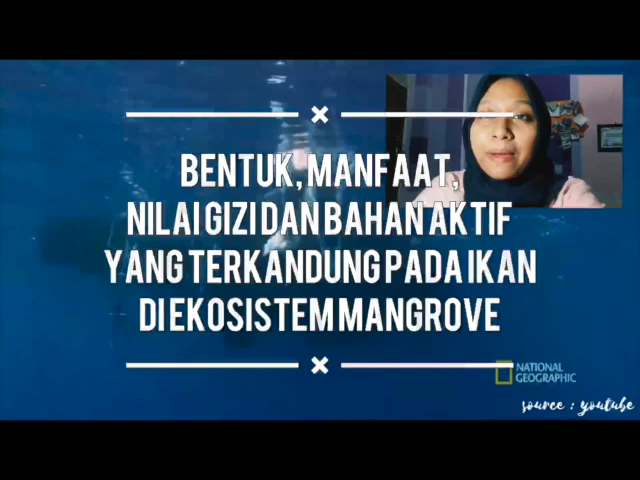 BENTUK, MANFAAT,
NILAI GIZI DAN BAHAN AKTIF
YANG TERKANDUNG PADA IKAN
DI EKOSISTEM MANGROVE
NATIONAL
GEOGRAPHIC
source : youtube